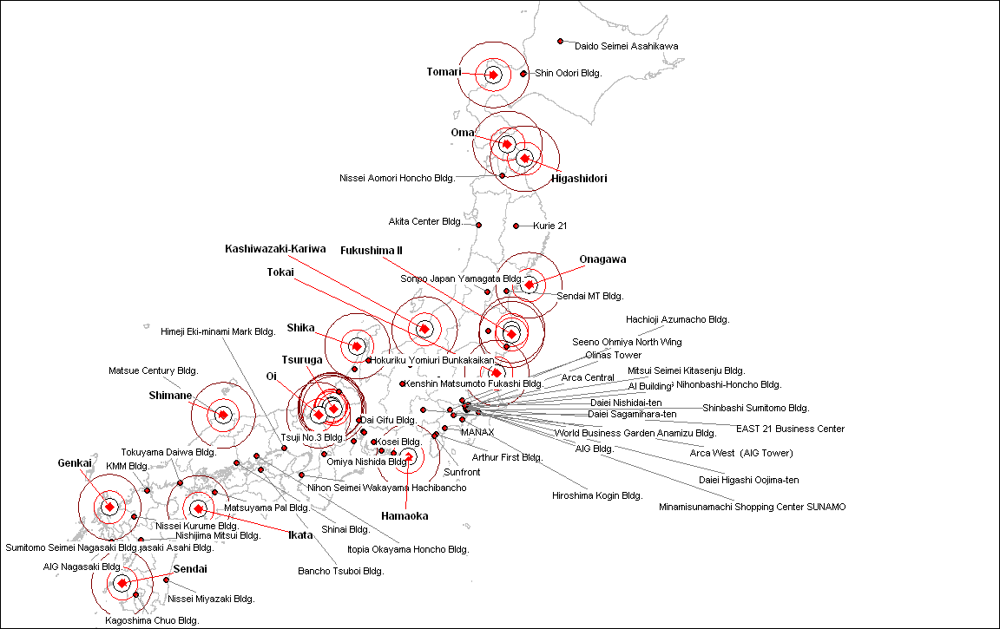 Daido Seimei Asahikawa
Tomari
Shin Odori Bldg.
Oma
Nissei Aomori Honcho Bldg.
Higashidori
Akita Center Bldg.
Kurie 21
Kashiwazaki-Kariwa
Fukushima II
Onagawa
Tokai
Sonpo Japan Yamagata Bldg.
Sendai MT Bldg.
Hachioji Azumacho Bldg.
Shika
Himeji Eki-minami Mark Bldg.
Seeno Ohmiya North Wing
Olinas Tower
Tsuruga
Hokuriku Yomiuri Bunkakaikan
Matsue Century Bldg.
Mitsui Seimei Kitasenju Bldg.
Oi
Kenshin Matsumoto Fukashi Bldg.
Arca Central
AI Building
Nihonbashi-Honcho Bldg.
Shimane
Daiei Nishidai-ten
Shinbashi Sumitomo Bldg.
Daiei Sagamihara-ten
Dai Gifu Bldg.
EAST 21 Business Center
MANAX
World Business Garden Anamizu Bldg.
Tsuji No.3 Bldg.
Kosei Bldg.
AIG Bldg.
Arca West (AIG Tower)
Tokuyama Daiwa Bldg.
Arthur First Bldg.
Genkai
KMM Bldg.
Omiya Nishida Bldg.
Sunfront
Daiei Higashi Oojima-ten
Nihon Seimei Wakayama Hachibancho
Hiroshima Kogin Bldg.
Matsuyama Pal Bldg.
Minamisunamachi Shopping Center SUNAMO
Hamaoka
Nissei Kurume Bldg.
Shinai Bldg.
Nishijima Mitsui Bldg.
Ikata
Sumitomo Seimei Nagasaki Bldg.
gasaki Asahi Bldg.
Itopia Okayama Honcho Bldg.
AIG Nagasaki Bldg.
Sendai
Bancho Tsuboi Bldg.
Nissei Miyazaki Bldg.
Kagoshima Chuo Bldg.